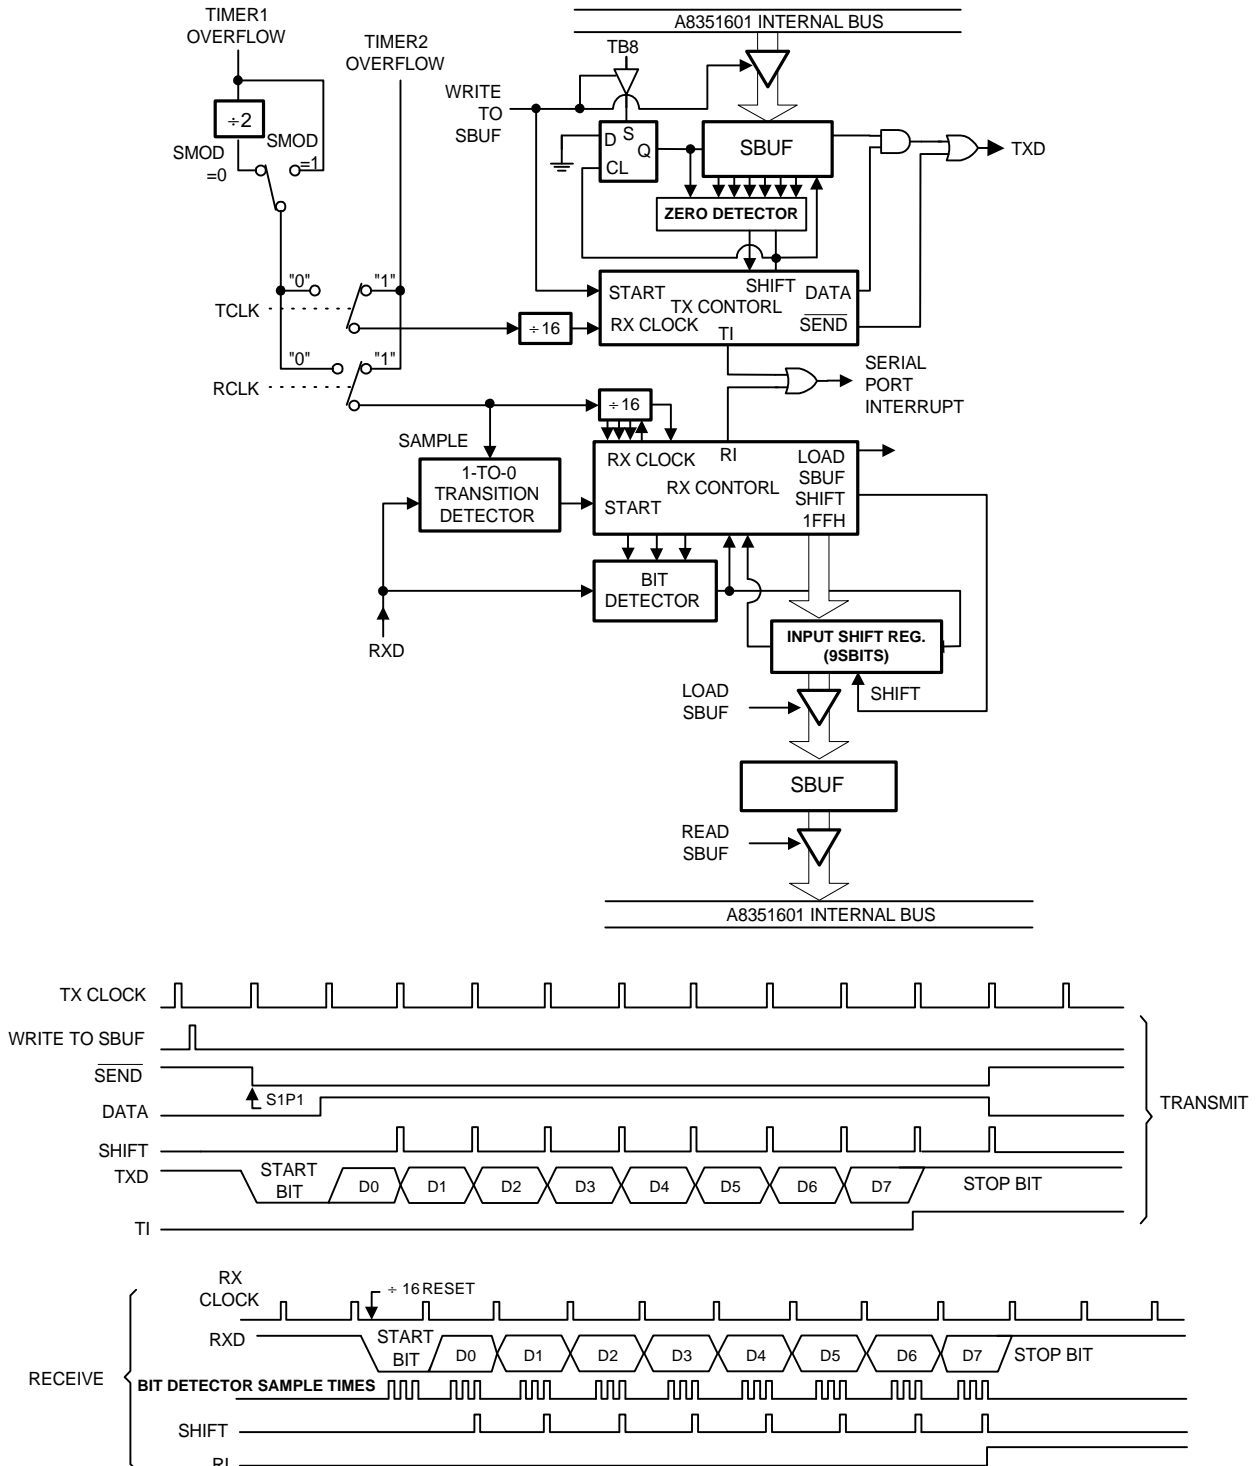 TIMER1
OVERFLOW
TIMER2
OVERFLOW
A8351601 INTERNAL BUS
TB8
WRITE
TO
SBUF
÷2
SMOD
=0
SMOD
=1
D S
Q
CL
SBUF
TXD
ZERO DETECTOR
"0"
"1"
TCLK
÷16
START
SHIFT
DATA
TX CONTORL
RX CLOCK
SEND
TI
"0"
"1"
RCLK
SERIAL
PORT
INTERRUPT
÷16
SAMPLE
1-TO-0
TRANSITION
DETECTOR
RX CLOCK
RI
LOAD
SBUF
RX CONTORL
START
SHIFT
1FFH
BIT
DETECTOR
RXD
INPUT SHIFT REG.
(9SBITS)
LOAD
SBUF
SHIFT
SBUF
READ
SBUF
A8351601 INTERNAL BUS
TX CLOCK
WRITE TO SBUF
SEND
S1P1
DATA
TRANSMIT
SHIFT
TXD
START
BIT
D0 D1 D2 D3 D4 D5 D6 D7
STOP BIT
TI
RX
CLOCK
÷ 16 RESET
RXD
START
BIT
D0 D1 D2 D3 D4 D5 D6 D7
STOP BIT
RECEIVE
BIT DETECTOR SAMPLE TIMES
SHIFT
RI